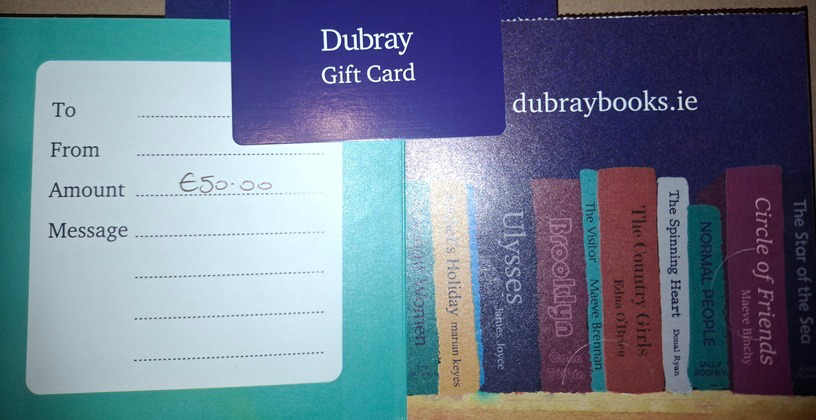 Dubray
Gift Card
To
From
Amount €50.00
Message
dubraybooks.ie
Women
Holiday marian keyes
Ulysses James Joyce
Brooklyn
The Visitor Maeve Brennan
The Country Girls Edna O'Brien
The Spinning Heart Donal Ryan
NORMAL PEOPLE SALLY ROONEY
Circle of Friends Maeve Binchy
The Star of the Sea